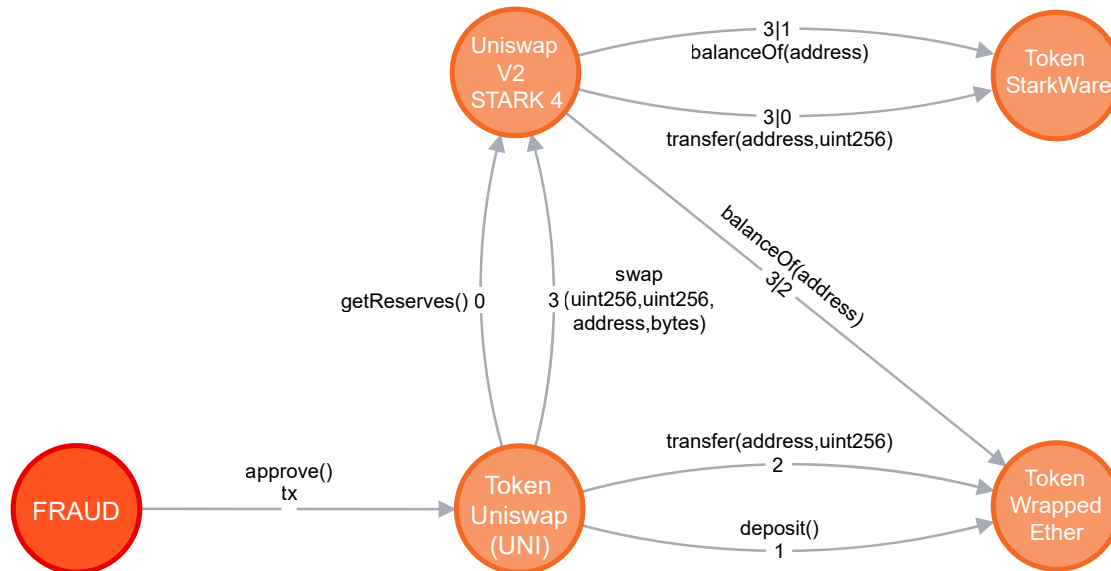 Uniswap
V2
STARK 4
3|1
balanceOf(address)
Token
StarkWare
3|0
transfer(address,uint256)
balanceOf(address)
3|2
getReserves() 0
swap
3 (uint256,uint256,
address,bytes)
FRAUD
approve()
tx
Token
Uniswap
(UNI)
transfer(address,uint256)
2
deposit()
1
Token
Wrapped
Ether